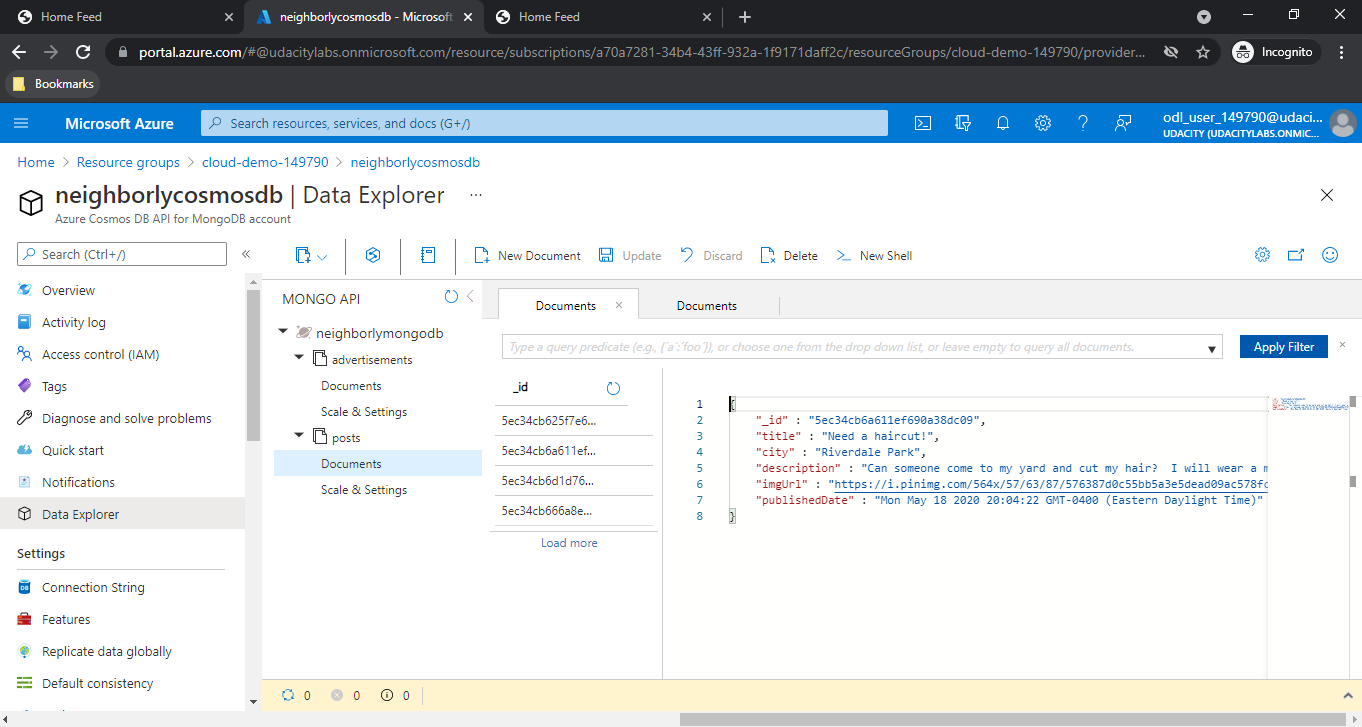 Home Feed
neighborlycosmosdb - Microsoft
Home Feed
portal.azure.com/#@udacitylabs.onmicrosoft.com/resource/subscriptions/a70a7281-34b4-43ff-932a-1f9171daff2c/resourceGroups/cloud-demo-149790/provider...
Incognito
Bookmarks
Microsoft Azure
Search resources, services, and docs (G+/)
odl_user_149790@udaci...
UDACITY (UDACITYLABS.ONMIC...
Home > Resource groups > cloud-demo-149790 > neighborlycosmosdb
neighborlycosmosdb | Data Explorer ...
Azure Cosmos DB API for MongoDB account
Search (Ctrl+/)
«
New Document
Update
Discard
Delete
New Shell
Overview
Activity log
Access control (IAM)
Tags
Diagnose and solve problems
Quick start
Notifications
Data Explorer
Settings
Connection String
Features
Replicate data globally
Default consistency
MONGO API
neighborlymongodb
advertisements
Documents
Scale & Settings
posts
Documents
Scale & Settings
Documents
Documents
Type a query predicate (e.g., {´a´:´foo´}), or choose one from the drop down list, or leave empty to query all documents.
Apply Filter
_id
5ec34cb625f7e6...
5ec34cb6a611ef...
5ec34cb6d1d76...
5ec34cb666a8e...
Load more
1 {
2 "_id" : "5ec34cb6a611ef690a38dc09",
3 "title" : "Need a haircut!",
4 "city" : "Riverdale Park",
5 "description" : "Can someone come to my yard and cut my hair?  I will wear a m
6 "imgUrl" : "https://i.pinimg.com/564x/57/63/87/576387d0c55bb5a3e5dead09ac578fc
7 "publishedDate" : "Mon May 18 2020 20:04:22 GMT-0400 (Eastern Daylight Time)"
8 }
0 0 0